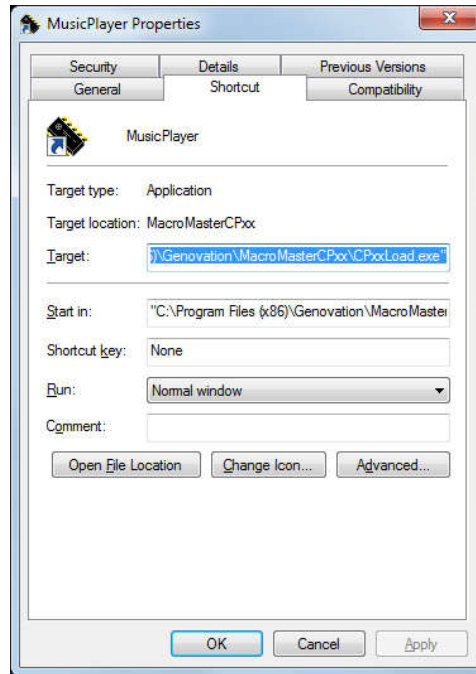 MusicPlayer Properties
Security Details Previous Versions
General Shortcut Compatibility
MusicPlayer
Target type: Application
Target location: MacroMasterCPxx
Target: )\Genovation\MacroMasterCPxx\CPxxLoad.exe"
Start in: "C:\Program Files (x86)\Genovation\MacroMaster
Shortcut key: None
Run: Normal window
Comment:
Open File Location Change Icon... Advanced...
OK Cancel Apply